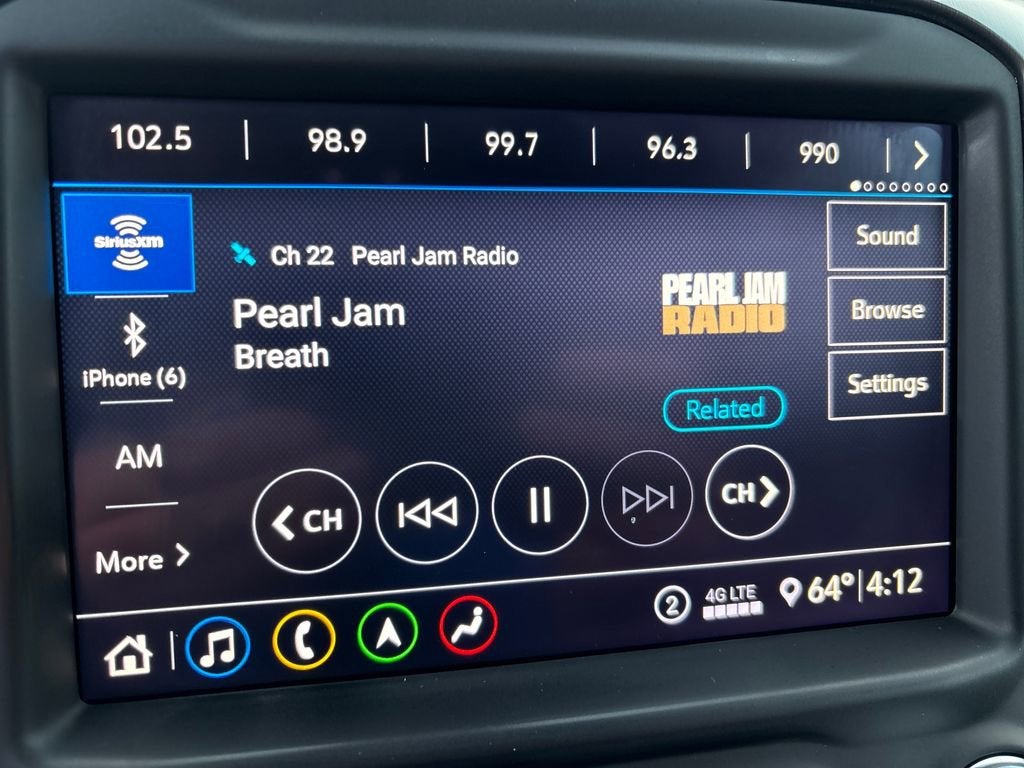 102.5 | 98.9 | 99.7 | 96.3 | 990
SiriusXM
Ch 22 Pearl Jam Radio
Sound
Pearl Jam
PEARL JAM
RADIO
Browse
Breath
iPhone (6)
Settings
Related
AM
CH
CH
More
2
4G LTE
64° | 4:12